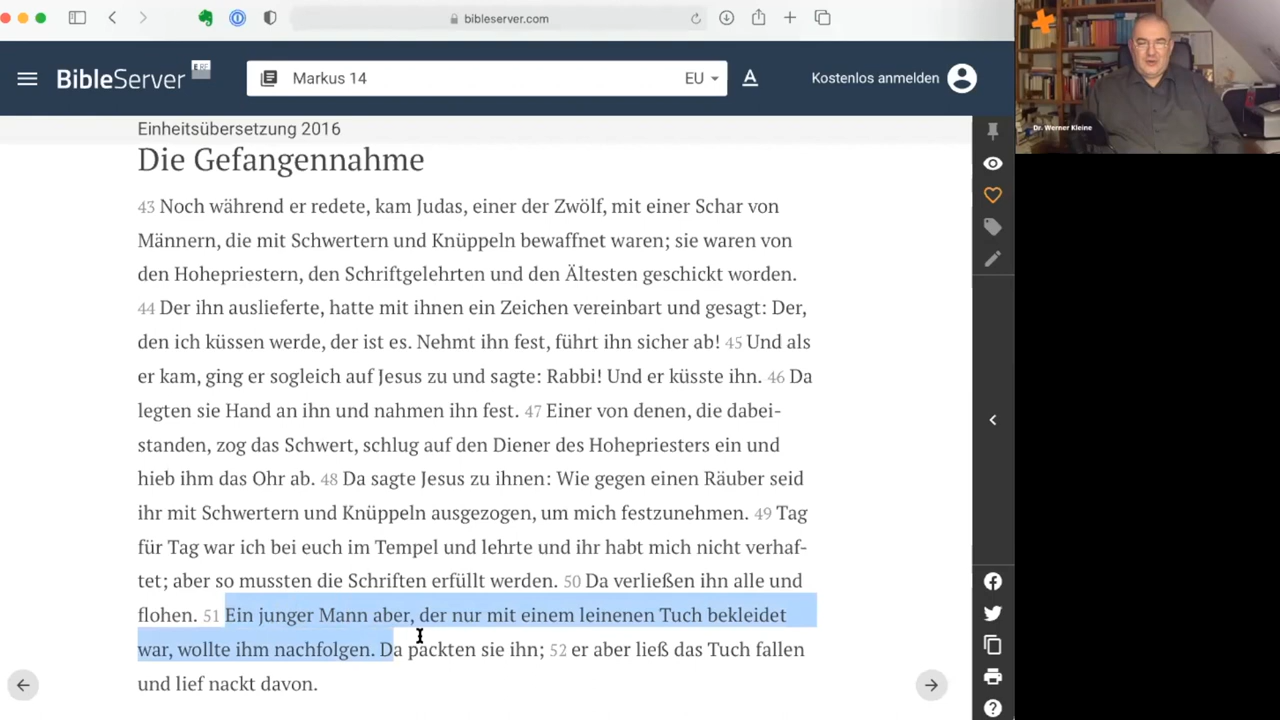 bibleserver.com
BibleServer
Markus 14
EU
Kostenlos anmelden
Dr. Werner Kleine
Einheitsübersetzung 2016
Die Gefangennahme
43 Noch während er redete, kam Judas, einer der Zwölf, mit einer Schar von
Männern, die mit Schwertern und Knüppeln bewaffnet waren; sie waren von
den Hohepriestern, den Schriftgelehrten und den Ältesten geschickt worden.
44 Der ihn auslieferte, hatte mit ihnen ein Zeichen vereinbart und gesagt: Der,
den ich küssen werde, der ist es. Nehmt ihn fest, führt ihn sicher ab! 45 Und als
er kam, ging er sogleich auf Jesus zu und sagte: Rabbi! Und er küsste ihn. 46 Da
legten sie Hand an ihn und nahmen ihn fest. 47 Einer von denen, die dabei-
standen, zog das Schwert, schlug auf den Diener des Hohepriesters ein und
hieb ihm das Ohr ab. 48 Da sagte Jesus zu ihnen: Wie gegen einen Räuber seid
ihr mit Schwertern und Knüppeln ausgezogen, um mich festzunehmen. 49 Tag
für Tag war ich bei euch im Tempel und lehrte und ihr habt mich nicht verhaf-
tet; aber so mussten die Schriften erfüllt werden. 50 Da verließen ihn alle und
flohen. 51 Ein junger Mann aber, der nur mit einem leinenen Tuch bekleidet
war, wollte ihm nachfolgen. Da packten sie ihn; 52 er aber ließ das Tuch fallen
und lief nackt davon.